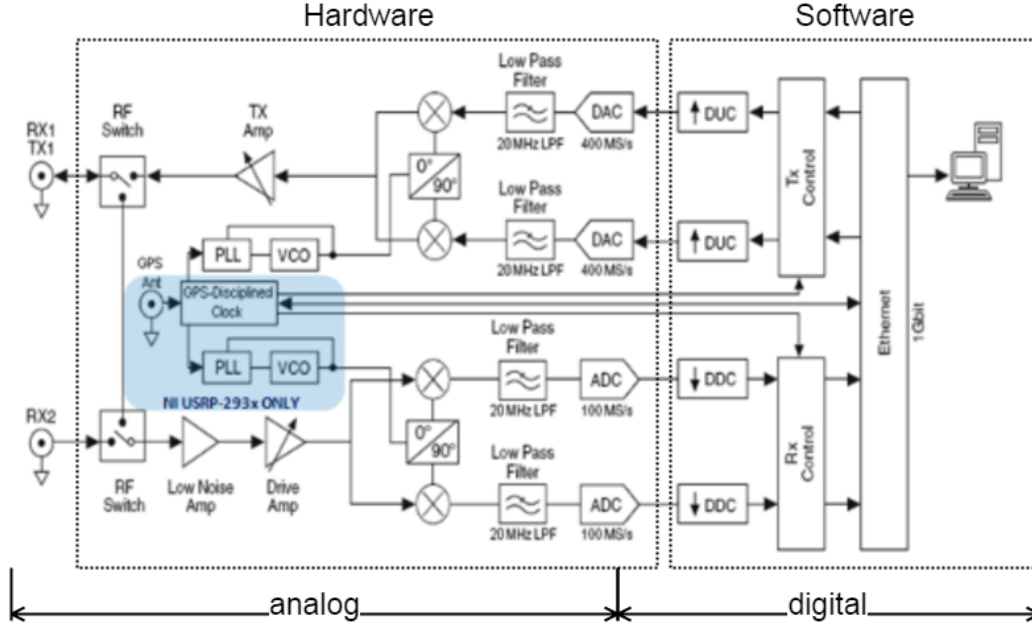 Hardware
Software
RX1
TX1
RF
Switch
TX
Amp
Low Pass
Filter
20 MHz LPF
DAC
400 MS/s
DUC
0°
90°
Low Pass
Filter
20 MHz LPF
DAC
400 MS/s
DUC
Tx
Control
PLL
VCO
GPS
Ant
GPS-Disciplined
Clock
PLL
VCO
NI USRP-293x ONLY
Ethernet
1Gbit
Low Pass
Filter
20 MHz LPF
ADC
100 MS/s
DDC
RX2
RF
Switch
Low Noise
Amp
Drive
Amp
0°
90°
Low Pass
Filter
20 MHz LPF
ADC
100 MS/s
DDC
Rx
Control
analog
digital